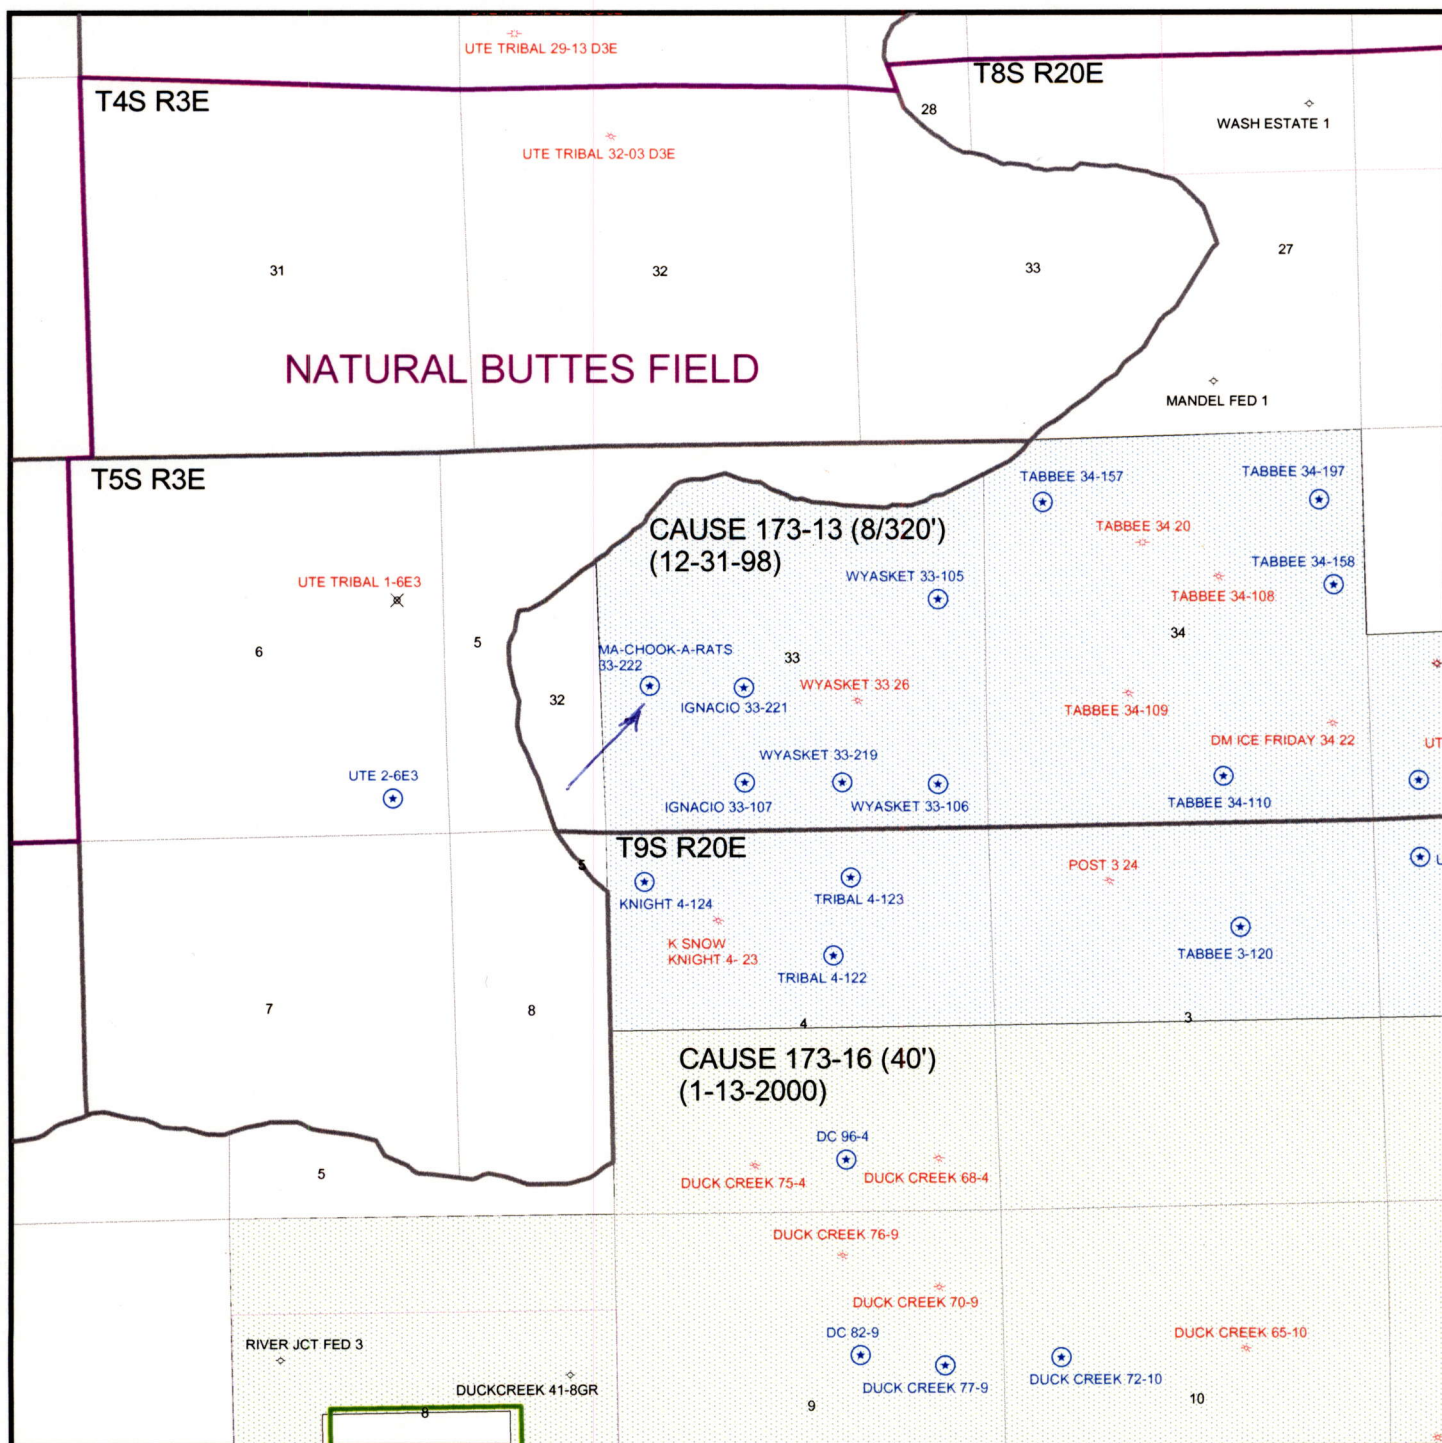 UTE TRIBAL 29-13 D3E
T4S R3E
T8S R20E
28
WASH ESTATE 1
UTE TRIBAL 32-03 D3E
31
32
33
27
NATURAL BUTTES FIELD
MANDEL FED 1
T5S R3E
TABBEE 34-157
TABBEE 34-197
CAUSE 173-13 (8/320')
(12-31-98)
TABBEE 34 20
TABBEE 34-158
WYASKET 33-105
UTE TRIBAL 1-6E3
TABBEE 34-108
34
5
6
MA-CHOOK-A-RATS
33-222
33
WYASKET 33 26
32
IGNACIO 33-221
TABBEE 34-109
DM ICE FRIDAY 34 22
UT
WYASKET 33-219
UTE 2-6E3
IGNACIO 33-107
WYASKET 33-106
TABBEE 34-110
T9S R20E
5
POST 3 24
U
KNIGHT 4-124
TRIBAL 4-123
K SNOW
KNIGHT 4- 23
TABBEE 3-120
TRIBAL 4-122
7
8
4
3
CAUSE 173-16 (40')
(1-13-2000)
DC 96-4
5
DUCK CREEK 75-4
DUCK CREEK 68-4
DUCK CREEK 76-9
DUCK CREEK 70-9
DC 82-9
DUCK CREEK 65-10
RIVER JCT FED 3
DUCK CREEK 72-10
DUCKCREEK 41-8GR
DUCK CREEK 77-9
8
9
10